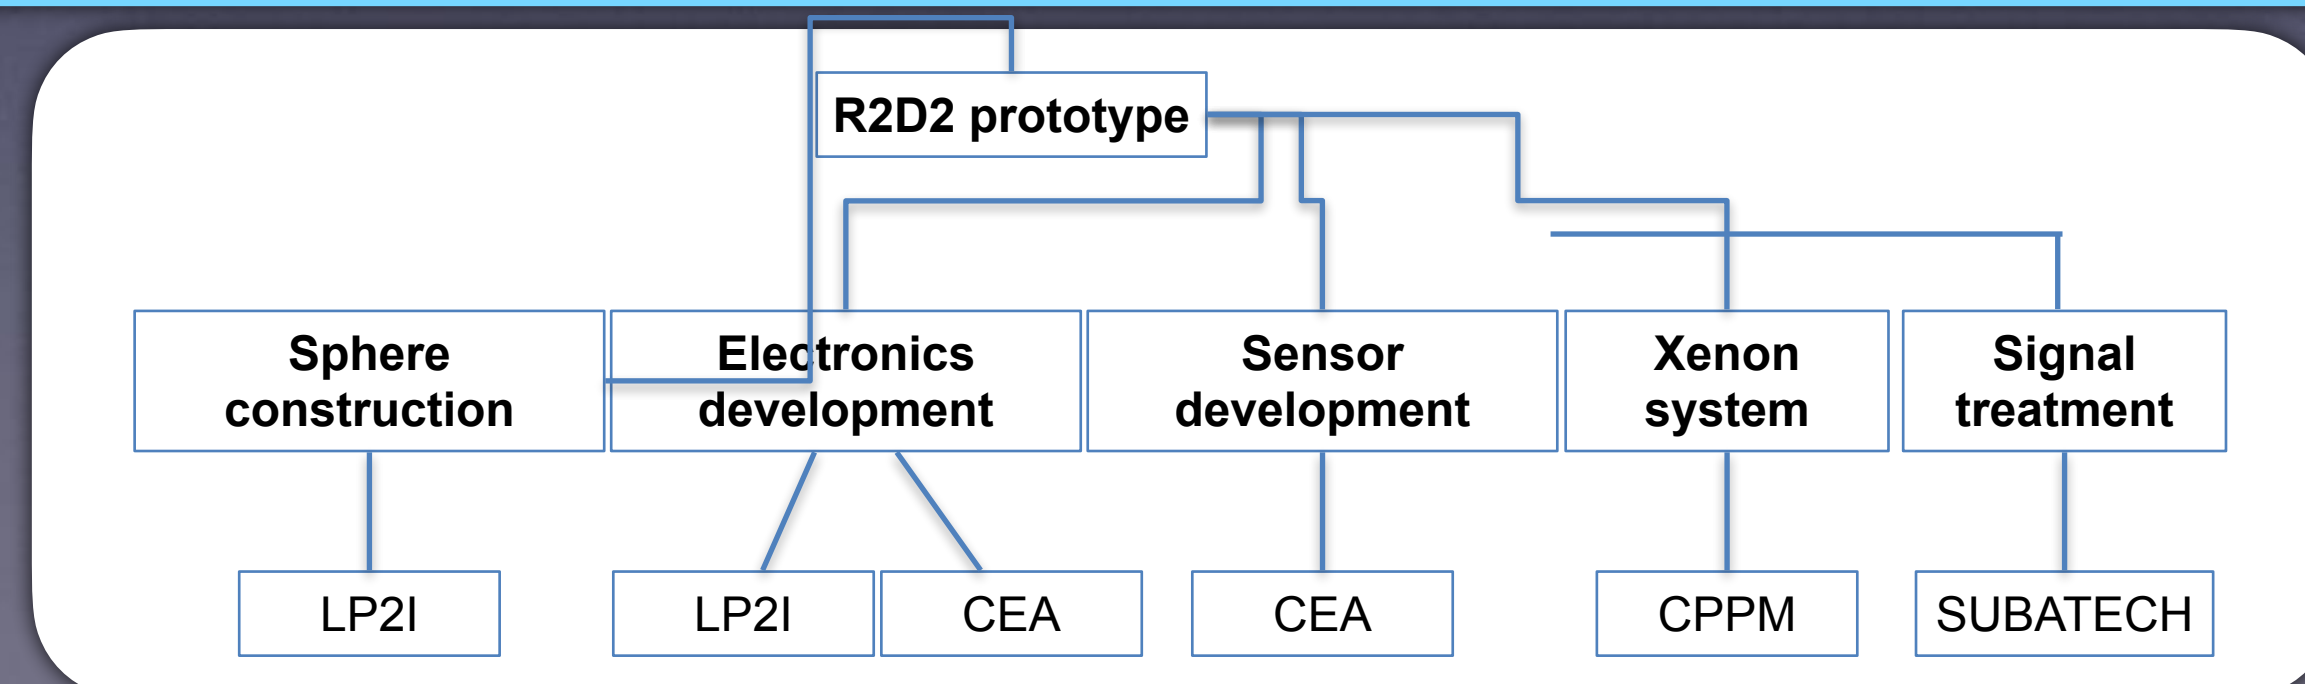 R2D2 prototype
Sphere
construction
Electronics
development
Sensor
development
Xenon
system
Signal
treatment
LP2I
LP2I
CEA
CEA
CPPM
SUBATECH